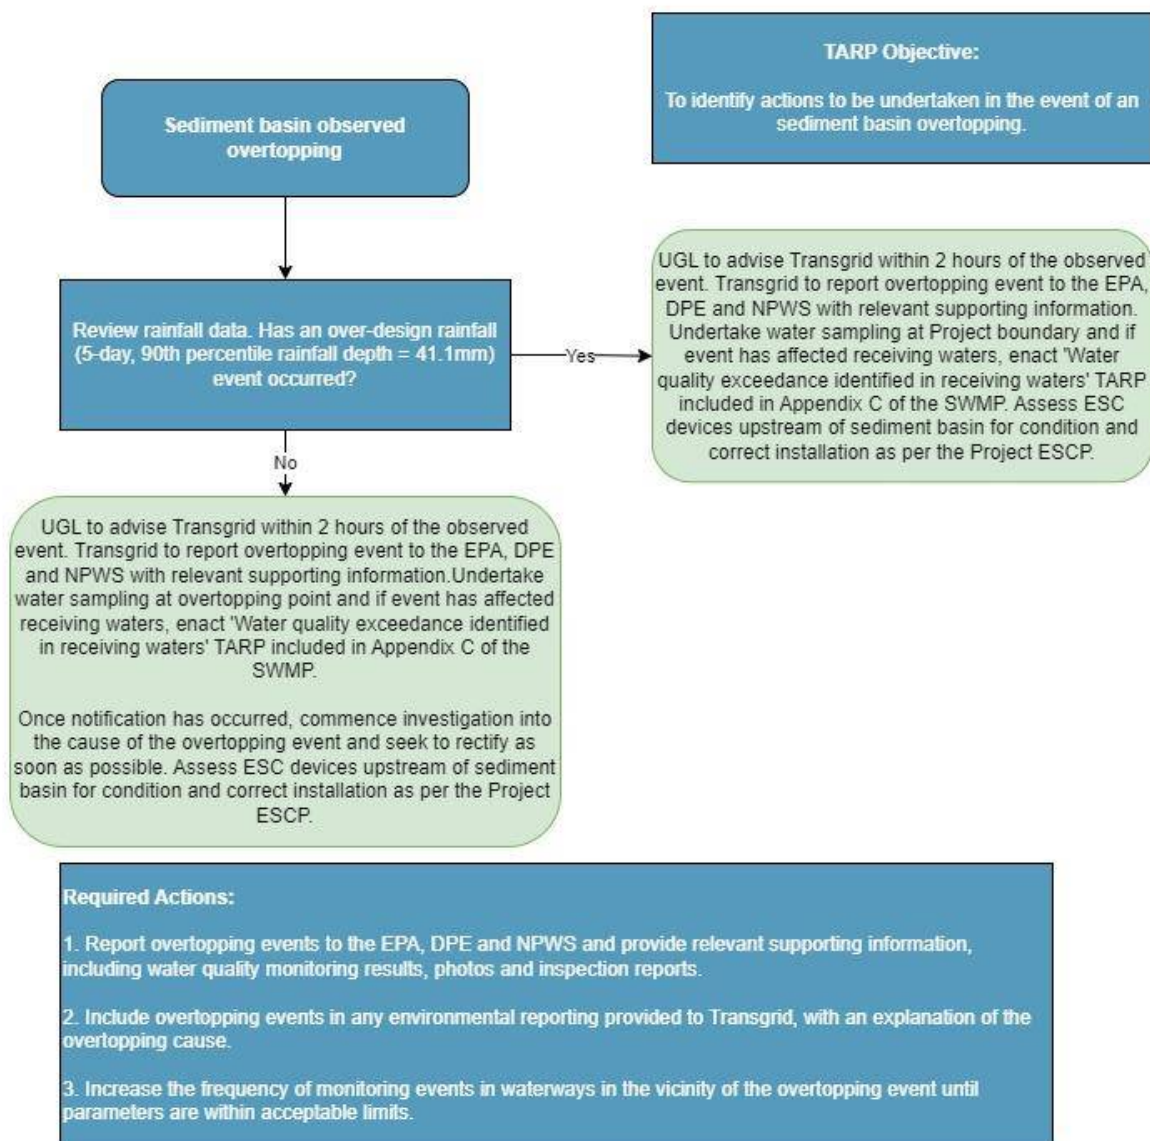 TARP Objective:
To identify actions to be undertaken in the event of an
sediment basin overtopping.
Sediment basin observed
overtopping
Review rainfall data. Has an over-design rainfall
(5-day, 90th percentile rainfall depth = 41.1mm)
event occurred?
Yes
UGL to advise Transgrid within 2 hours of the observed
event. Transgrid to report overtopping event to the EPA,
DPE and NPWS with relevant supporting information.
Undertake water sampling at Project boundary and if
event has affected receiving waters, enact 'Water
quality exceedance identified in receiving waters' TARP
included in Appendix C of the SWMP. Assess ESC
devices upstream of sediment basin for condition and
correct installation as per the Project ESCP.
No
UGL to advise Transgrid within 2 hours of the observed
event. Transgrid to report overtopping event to the EPA, DPE
and NPWS with relevant supporting information.Undertake
water sampling at overtopping point and if event has affected
receiving waters, enact 'Water quality exceedance identified
in receiving waters' TARP included in Appendix C of the
SWMP.
Once notification has occurred, commence investigation into
the cause of the overtopping event and seek to rectify as
soon as possible. Assess ESC devices upstream of sediment
basin for condition and correct installation as per the Project
ESCP.
Required Actions:
1. Report overtopping events to the EPA, DPE and NPWS and provide relevant supporting information,
including water quality monitoring results, photos and inspection reports.
2. Include overtopping events in any environmental reporting provided to Transgrid, with an explanation of the
overtopping cause.
3. Increase the frequency of monitoring events in waterways in the vicinity of the overtopping event until
parameters are within acceptable limits.